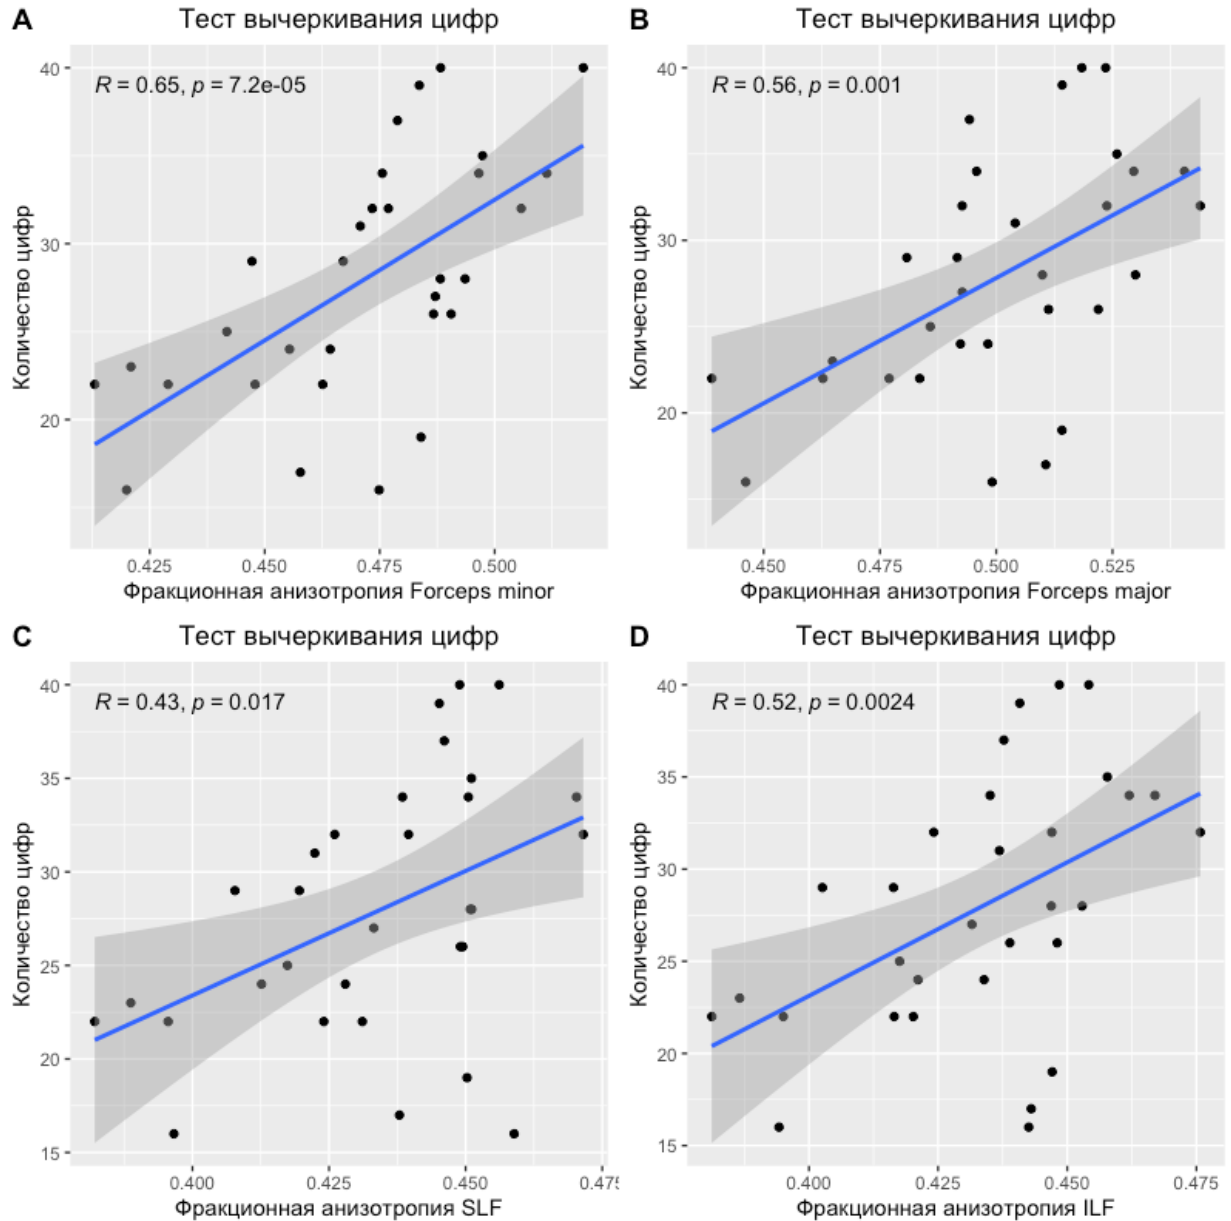 A
Тест вычеркивания цифр
R = 0.65, p = 7.2e-05
Количество цифр
40
30
20
0.425 0.450 0.475 0.500
Фракционная анизотропия Forceps minor
B
Тест вычеркивания цифр
R = 0.56, p = 0.001
Количество цифр
40
30
20
0.450 0.475 0.500 0.525
Фракционная анизотропия Forceps major
C
Тест вычеркивания цифр
R = 0.43, p = 0.017
Количество цифр
40
35
30
25
20
15
0.400 0.425 0.450 0.47
Фракционная анизотропия SLF
D
Тест вычеркивания цифр
R = 0.52, p = 0.0024
Количество цифр
40
35
30
25
20
15
0.400 0.425 0.450 0.475
Фракционная анизотропия ILF